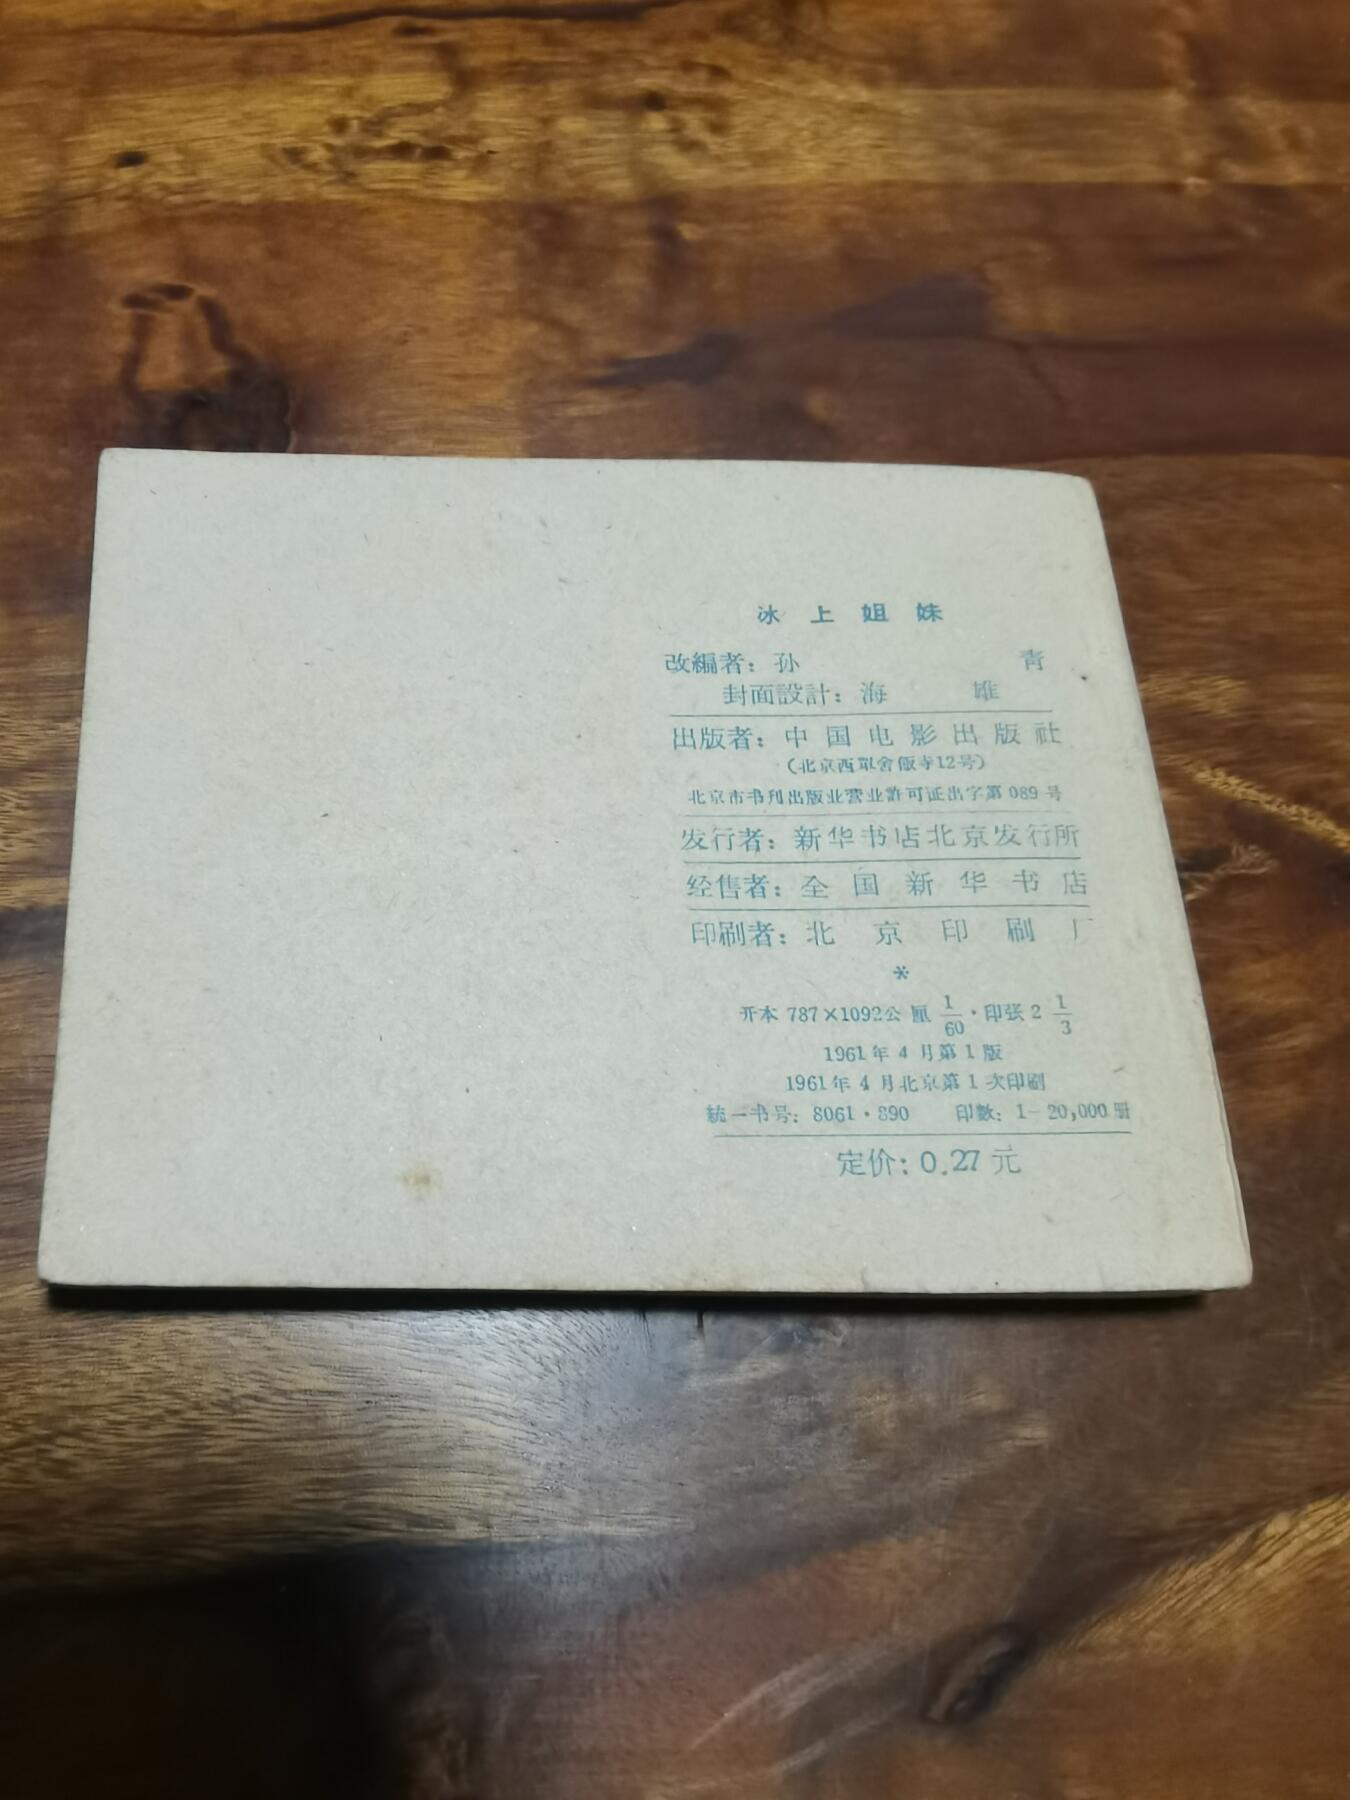 冰上姐妹
改編者：孙青
封面設計：海雄
出版者：中国电影出版社
（北京西單舍飯寺12号）
北京市书刊出版业营业許可証出字第089号
发行者：新华书店北京发行所
经售者：全国新华书店
印刷者：北京印刷厂
*
开本 787×1092公厘 1/60·印张 2 1/3
1961年4月第1版
1961年4月北京第1次印刷
統一书号：8061·890 印数：1—20,000册
定价：0.27元